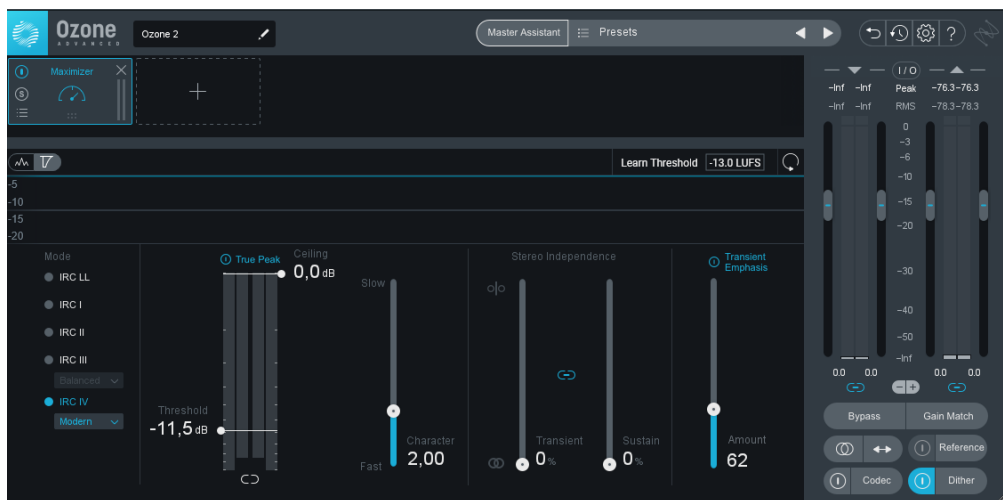 Ozone
ADVANCED
Ozone 2
Master Assistant
Presets
?
Maximizer
S
+
I/O
-Inf -Inf Peak -76.3 -76.3
-Inf -Inf RMS -78.3 -78.3
0
-3
-6
-10
-15
-20
-30
-40
-50
-Inf
0.0 0.0 0.0 0.0
- +
Bypass
Gain Match
Reference
Codec
Dither
Learn Threshold -13.0 LUFS
-5
-10
-15
-20
Mode
IRC LL
IRC I
IRC II
IRC III
Balanced
IRC IV
Modern
True Peak
Ceiling
0,0 dB
Threshold
-11,5 dB
Slow
Fast
Character
2,00
Stereo Independence
Transient
0%
Sustain
0%
Transient
Emphasis
Amount
62